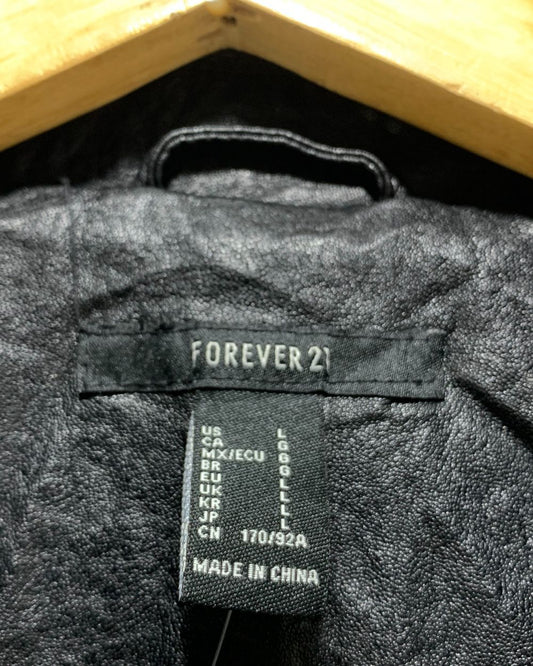 FOREVER 21
US L
CA G
MX/ECU G
BR G
EU L
UK L
KR L
JP L
CN 170/92A
MADE IN CHINA